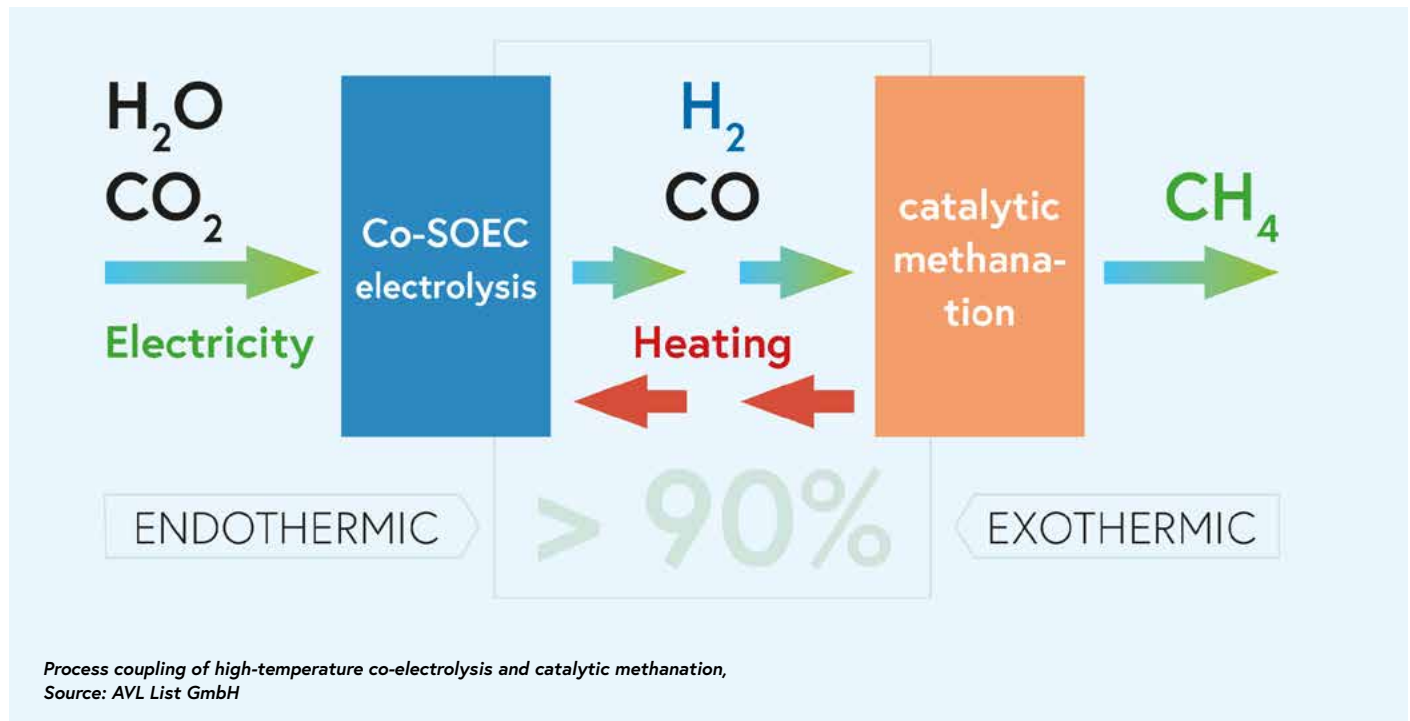 H₂O
CO₂
Electricity
Co-SOEC
electrolysis
H₂
CO
Heating
catalytic
methana-
tion
CH₄
ENDOTHERMIC
> 90%
EXOTHERMIC
Process coupling of high-temperature co-electrolysis and catalytic methanation,
Source: AVL List GmbH